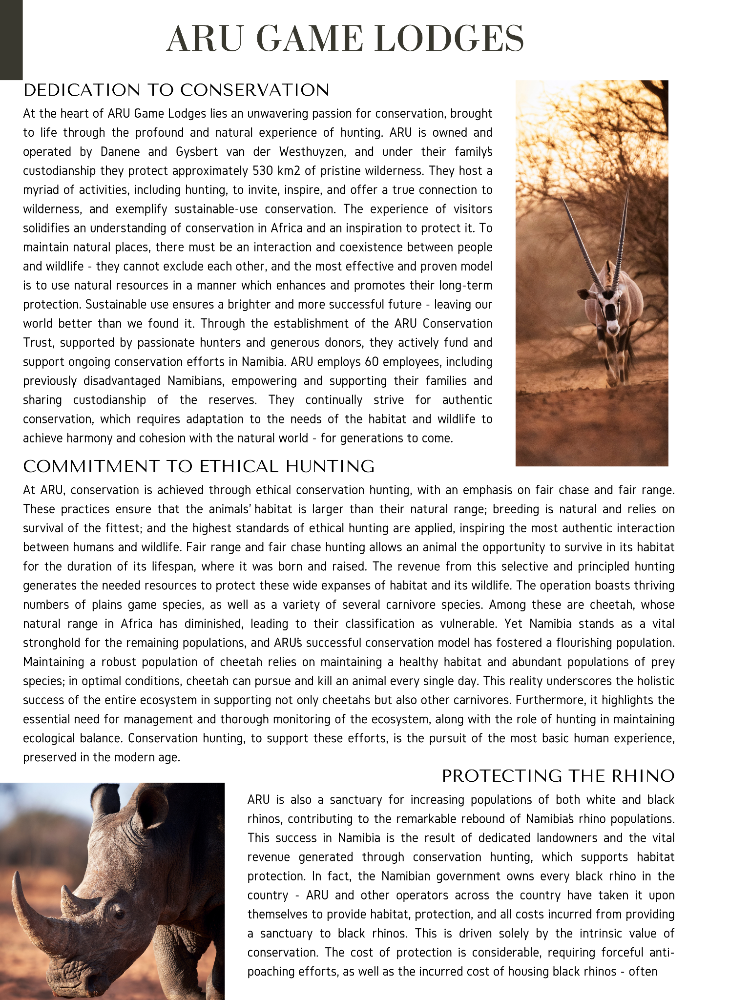 ARU GAME LODGES
DEDICATION TO CONSERVATION
At the heart of ARU Game Lodges lies an unwavering passion for conservation, brought
to life through the profound and natural experience of hunting. ARU is owned and
operated by Danene and Gysbert van der Westhuyzen, and under their family's
custodianship they protect approximately 530 km2 of pristine wilderness. They host a
myriad of activities, including hunting, to invite, inspire, and offer a true connection to
wilderness, and exemplify sustainable-use conservation. The experience of visitors
solidifies an understanding of conservation in Africa and an inspiration to protect it. To
maintain natural places, there must be an interaction and coexistence between people
and wildlife - they cannot exclude each other, and the most effective and proven model
is to use natural resources in a manner which enhances and promotes their long-term
protection. Sustainable use ensures a brighter and more successful future - leaving our
world better than we found it. Through the establishment of the ARU Conservation
Trust, supported by passionate hunters and generous donors, they actively fund and
support ongoing conservation efforts in Namibia. ARU employs 60 employees, including
previously disadvantaged Namibians, empowering and supporting their families and
sharing custodianship of the reserves. They continually strive for authentic
conservation, which requires adaptation to the needs of the habitat and wildlife to
achieve harmony and cohesion with the natural world - for generations to come.
COMMITMENT TO ETHICAL HUNTING
At ARU, conservation is achieved through ethical conservation hunting, with an emphasis on fair chase and fair range.
These practices ensure that the animals' habitat is larger than their natural range; breeding is natural and relies on
survival of the fittest; and the highest standards of ethical hunting are applied, inspiring the most authentic interaction
between humans and wildlife. Fair range and fair chase hunting allows an animal the opportunity to survive in its habitat
for the duration of its lifespan, where it was born and raised. The revenue from this selective and principled hunting
generates the needed resources to protect these wide expanses of habitat and its wildlife. The operation boasts thriving
numbers of plains game species, as well as a variety of several carnivore species. Among these are cheetah, whose
natural range in Africa has diminished, leading to their classification as vulnerable. Yet Namibia stands as a vital
stronghold for the remaining populations, and ARU's successful conservation model has fostered a flourishing population.
Maintaining a robust population of cheetah relies on maintaining a healthy habitat and abundant populations of prey
species; in optimal conditions, cheetah can pursue and kill an animal every single day. This reality underscores the holistic
success of the entire ecosystem in supporting not only cheetahs but also other carnivores. Furthermore, it highlights the
essential need for management and thorough monitoring of the ecosystem, along with the role of hunting in maintaining
ecological balance. Conservation hunting, to support these efforts, is the pursuit of the most basic human experience,
preserved in the modern age.
PROTECTING THE RHINO
ARU is also a sanctuary for increasing populations of both white and black
rhinos, contributing to the remarkable rebound of Namibia's rhino populations.
This success in Namibia is the result of dedicated landowners and the vital
revenue generated through conservation hunting, which supports habitat
protection. In fact, the Namibian government owns every black rhino in the
country - ARU and other operators across the country have taken it upon
themselves to provide habitat, protection, and all costs incurred from providing
a sanctuary to black rhinos. This is driven solely by the intrinsic value of
conservation. The cost of protection is considerable, requiring forceful anti-
poaching efforts, as well as the incurred cost of housing black rhinos - often